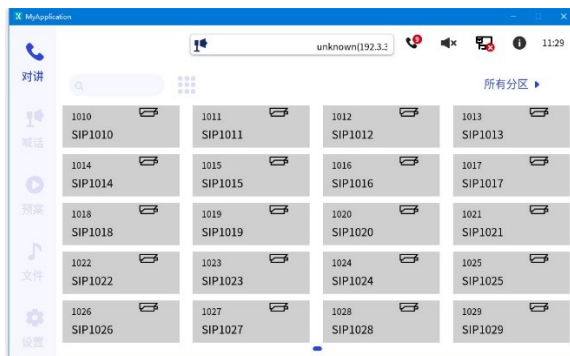 MyApplication
unknown(192.3.3
9
11:29
对讲
所有分区
喊话
预案
文件
设置
1010
SIP1010
1011
SIP1011
1012
SIP1012
1013
SIP1013
1014
SIP1014
1015
SIP1015
1016
SIP1016
1017
SIP1017
1018
SIP1018
1019
SIP1019
1020
SIP1020
1021
SIP1021
1022
SIP1022
1023
SIP1023
1024
SIP1024
1025
SIP1025
1026
SIP1026
1027
SIP1027
1028
SIP1028
1029
SIP1029